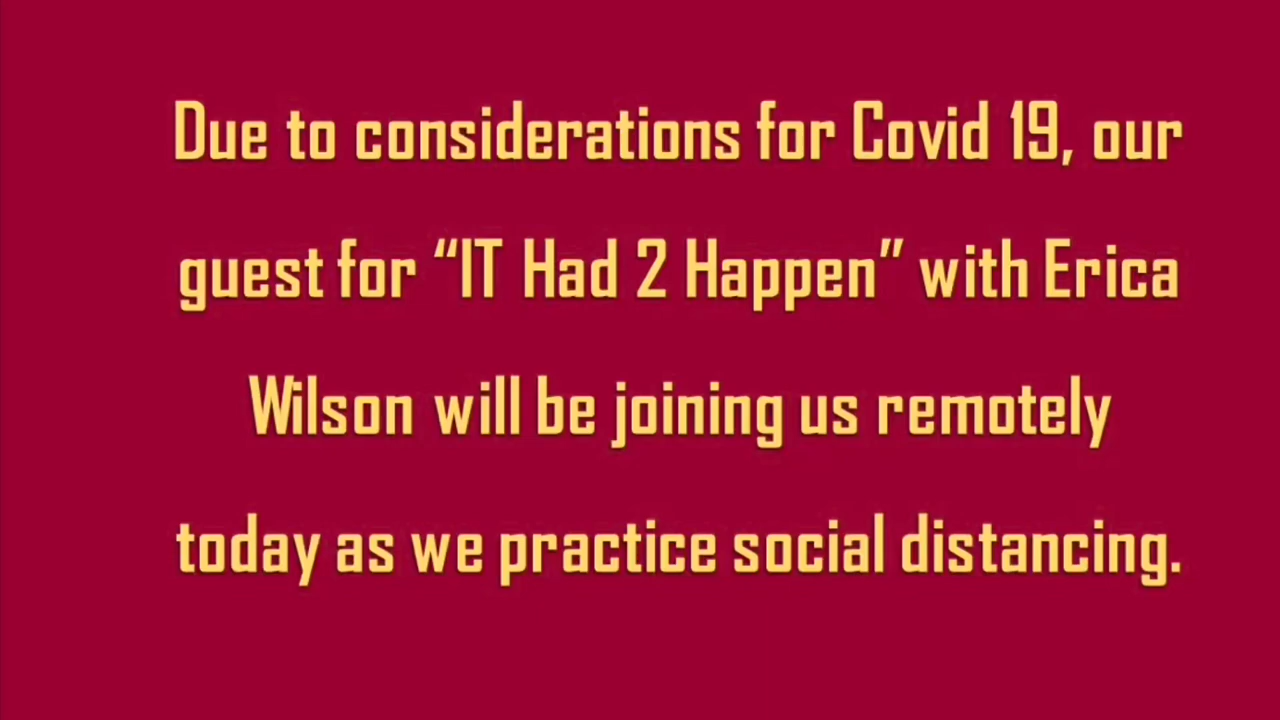 Due to considerations for Covid 19, our
guest for “IT Had 2 Happen” with Erica
Wilson will be joining us remotely
today as we practice social distancing.